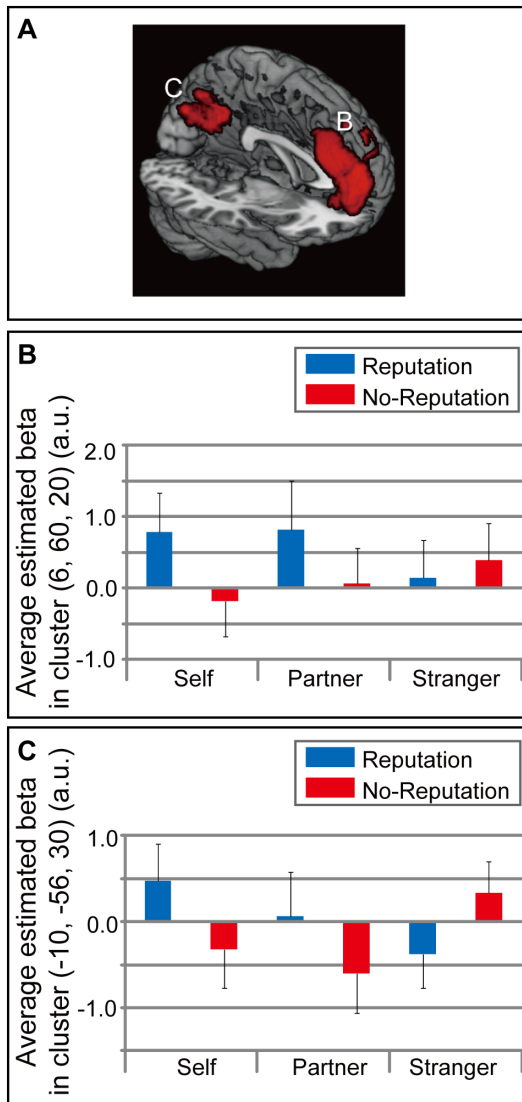 A
C
B
B
Reputation
No-Reputation
Average estimated beta
in cluster (6, 60, 20) (a.u.)
2.0
1.0
0.0
-1.0
Self Partner Stranger
C
Reputation
No-Reputation
Average estimated beta
in cluster (-10, -56, 30) (a.u.)
1.0
0.0
-1.0
Self Partner Stranger